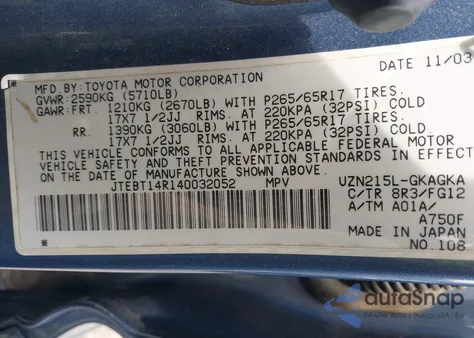 DATE 11/03
MFD.BY:TOYOTA MOTOR CORPORATION
GVWR:2590KG (5710LB)
GAWR:FRT. 1210KG (2670LB) WITH P265/65R17 TIRES.
17X7 1/2JJ RIMS. AT 220KPA (32PSI) COLD.
RR. 1390KG (3060LB) WITH P265/65R17 TIRES.
17X7 1/2JJ RIMS. AT 220KPA (32PSI) COLD.
THIS VEHICLE CONFORMS TO ALL APPLICABLE FEDERAL MOTOR
VEHICLE SAFETY AND BUMPER STANDARDS IN EFFECT
ON THE DATE OF MANUFACTURE SHOWN ABOVE.
JTEBT14R140032052 MPV UZN215L-GKAGKA
C/TR 8R3/FG12
A/TM A01A/
A750F
MADE IN JAPAN
NO.108
autoSnap